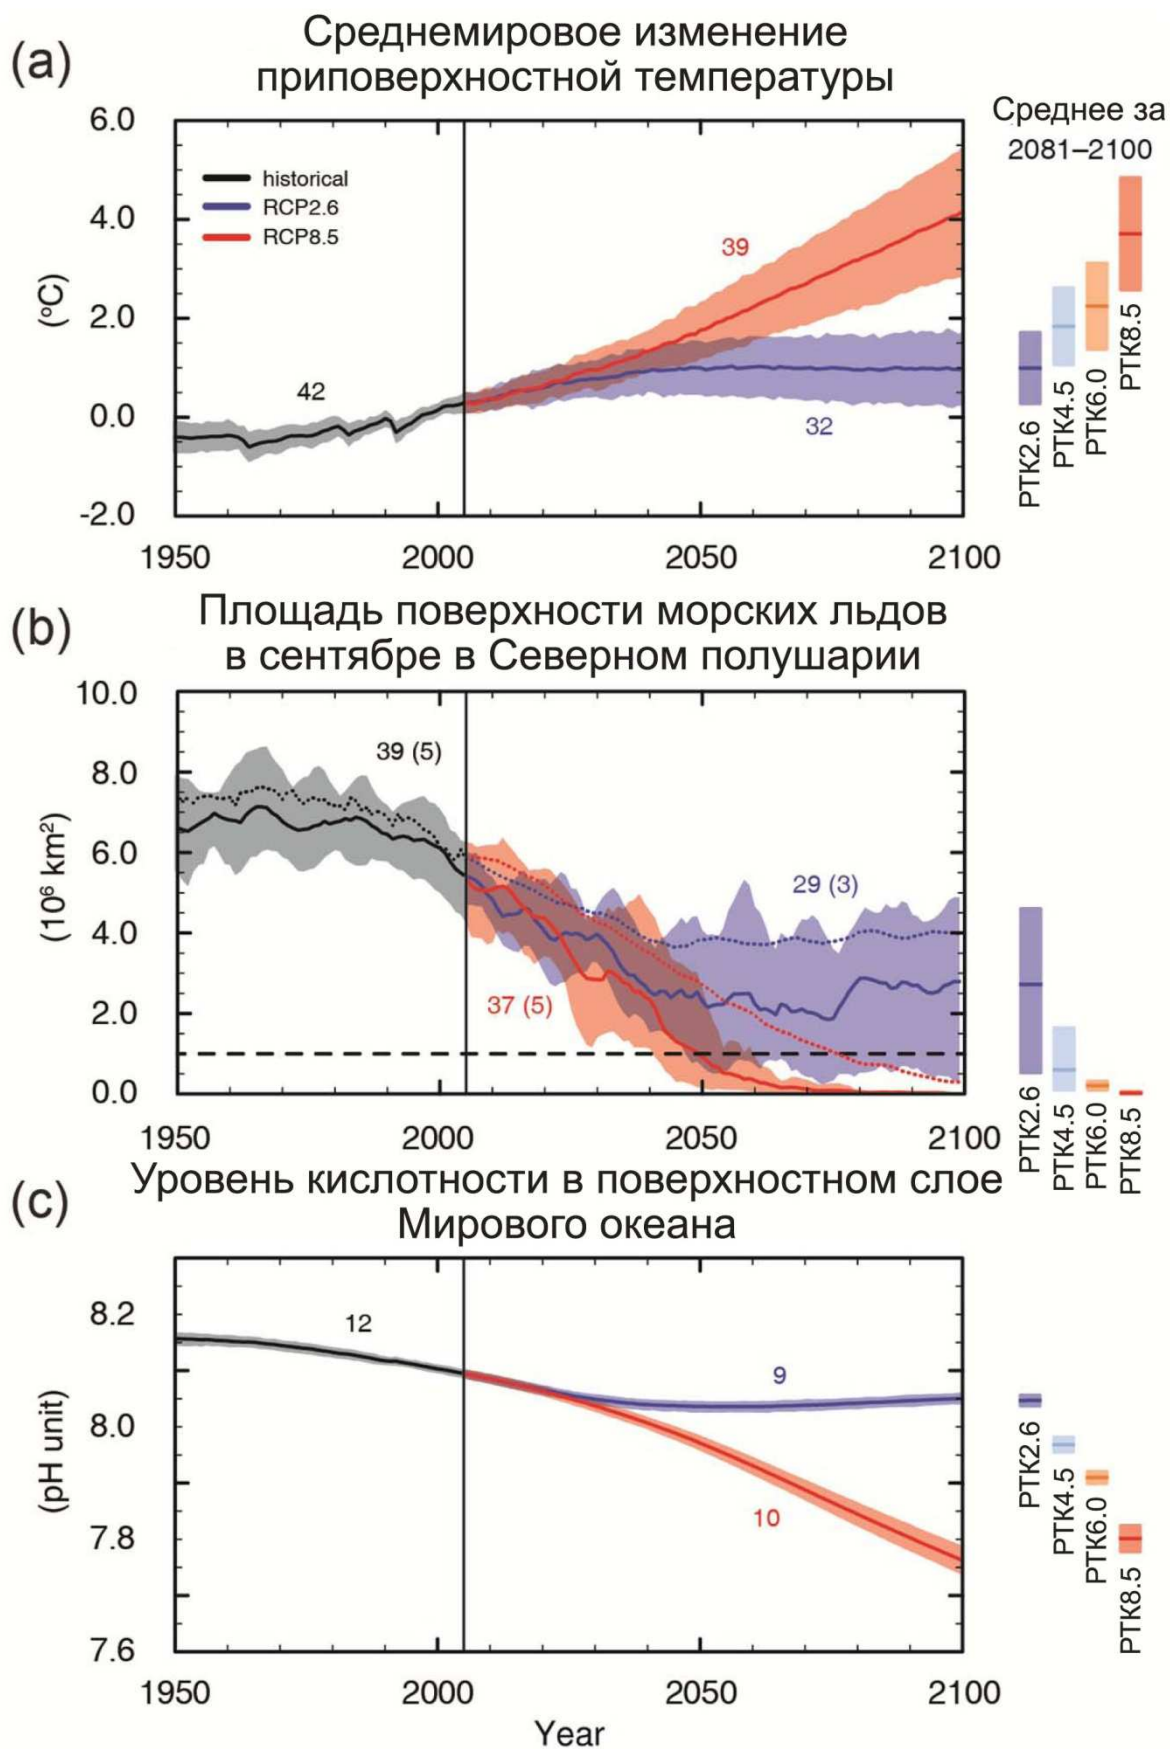 (a)
Среднемировое изменение
приповерхностной температуры
Среднее за
2081–2100
6.0
4.0
2.0
0.0
-2.0
(ºC)
historical
RCP2.6
RCP8.5
42
39
32
1950
2000
2050
2100
РТК2.6
РТК4.5
РТК6.0
РТК8.5
(b)
Площадь поверхности морских льдов
в сентябре в Северном полушарии
10.0
8.0
6.0
4.0
2.0
0.0
(10⁶ km²)
39 (5)
29 (3)
37 (5)
1950
2000
2050
2100
РТК2.6
РТК4.5
РТК6.0
РТК8.5
(c)
Уровень кислотности в поверхностном слое
Мирового океана
8.2
8.0
7.8
7.6
(pH unit)
12
9
10
1950
2000
2050
2100
Year
РТК2.6
РТК4.5
РТК6.0
РТК8.5